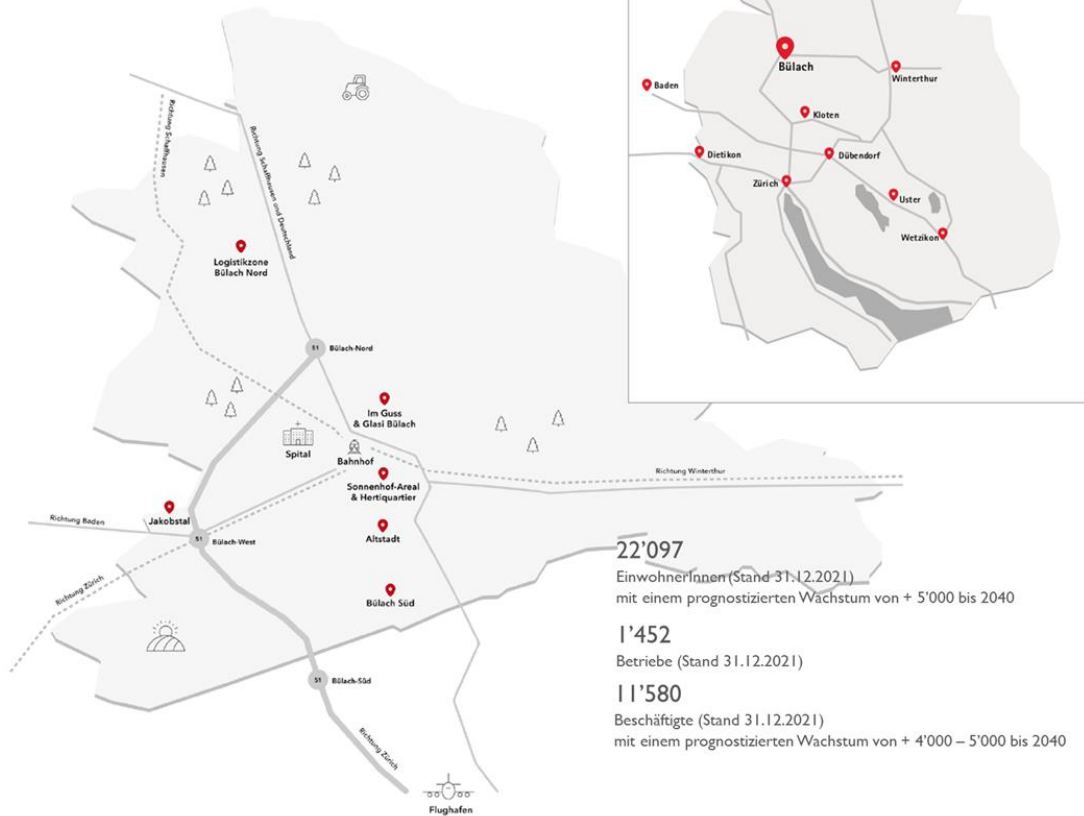 Bülach
Baden
Winterthur
Kloten
Dietikon
Dübendorf
Zürich
Uster
Wetzikon
Richtung Schaffhausen
Richtung Schaffhausen und Deutschland
Logistikzone
Bülach Nord
51
Bülach-Nord
Im Guss
& Glasi Bülach
Spital
Bahnhof
Sonnenhof-Areal
& Hertiquartier
Richtung Winterthur
Jakobstal
Richtung Baden
51
Bülach-West
Altstadt
Richtung Zürich
Bülach Süd
51
Bülach-Süd
Richtung Zürich
Flughafen
22’097
EinwohnerInnen (Stand 31.12.2021)
mit einem prognostizierten Wachstum von + 5’000 bis 2040
1’452
Betriebe (Stand 31.12.2021)
11’580
Beschäftigte (Stand 31.12.2021)
mit einem prognostizierten Wachstum von + 4’000 – 5’000 bis 2040